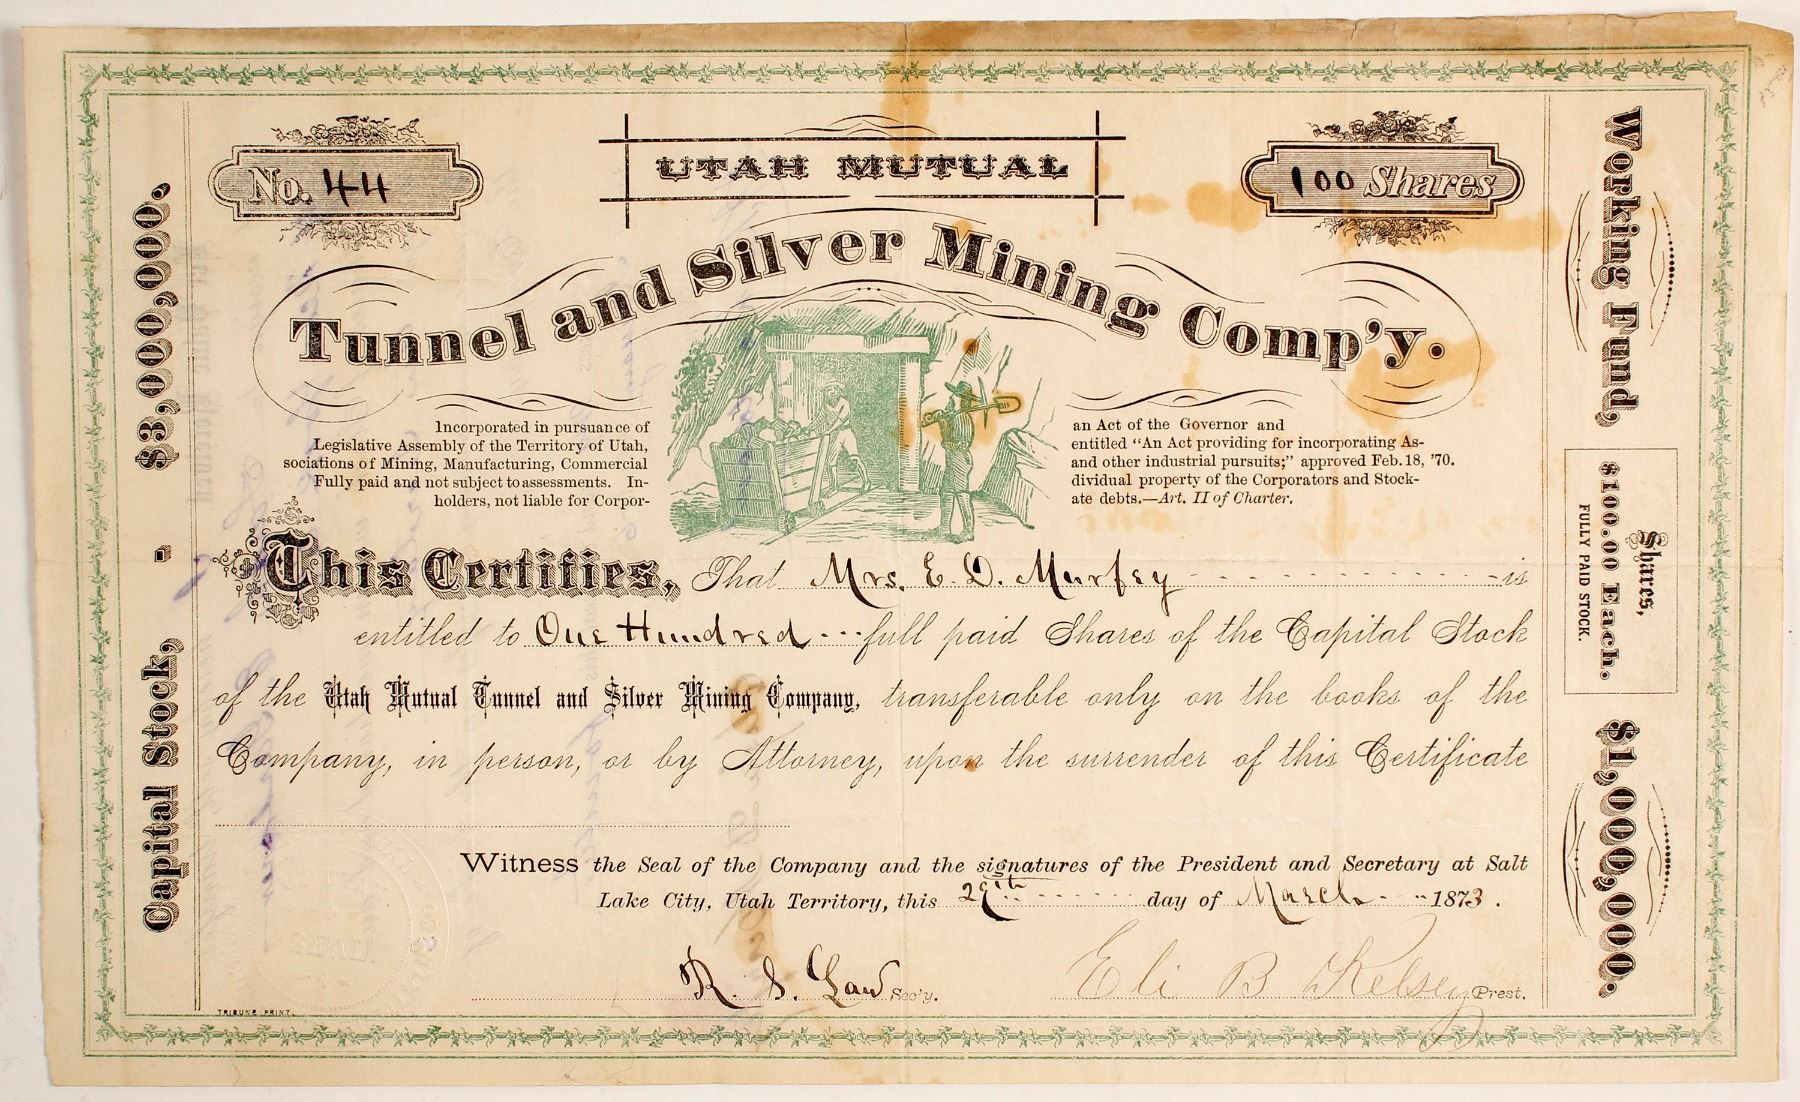 No. 44
UTAH MUTUAL
100 Shares
Tunnel and Silver Mining Comp'y.
Incorporated in pursuance of an Act of the Governor and
Legislative Assembly of the Territory of Utah, entitled "An Act providing for incorporating As-
sociations of Mining, Manufacturing, Commercial and other industrial pursuits;" approved Feb. 18, '70.
Fully paid and not subject to assessments. In- dividual property of the Corporators and Stock-
holders, not liable for Corpor- ate debts.—Art. II of Charter.
This Certifies, That Mrs. E. D. Murfey is
entitled to One Hundred full paid Shares of the Capital Stock
of the Utah Mutual Tunnel and Silver Mining Company, transferable only on the books of the
Company, in person, or by Attorney, upon the surrender of this Certificate
Witness the Seal of the Company and the signatures of the President and Secretary at Salt
Lake City, Utah Territory, this 29th day of March 1873.
R. S. Law Sec'y.
Eli B Kelsey Prest.
TRIBUNE PRINT.
SEAL
Capital Stock, - $3,000,000.
Working Fund, $1,000,000.
Shares,
$100.00 Each.
FULLY PAID STOCK.